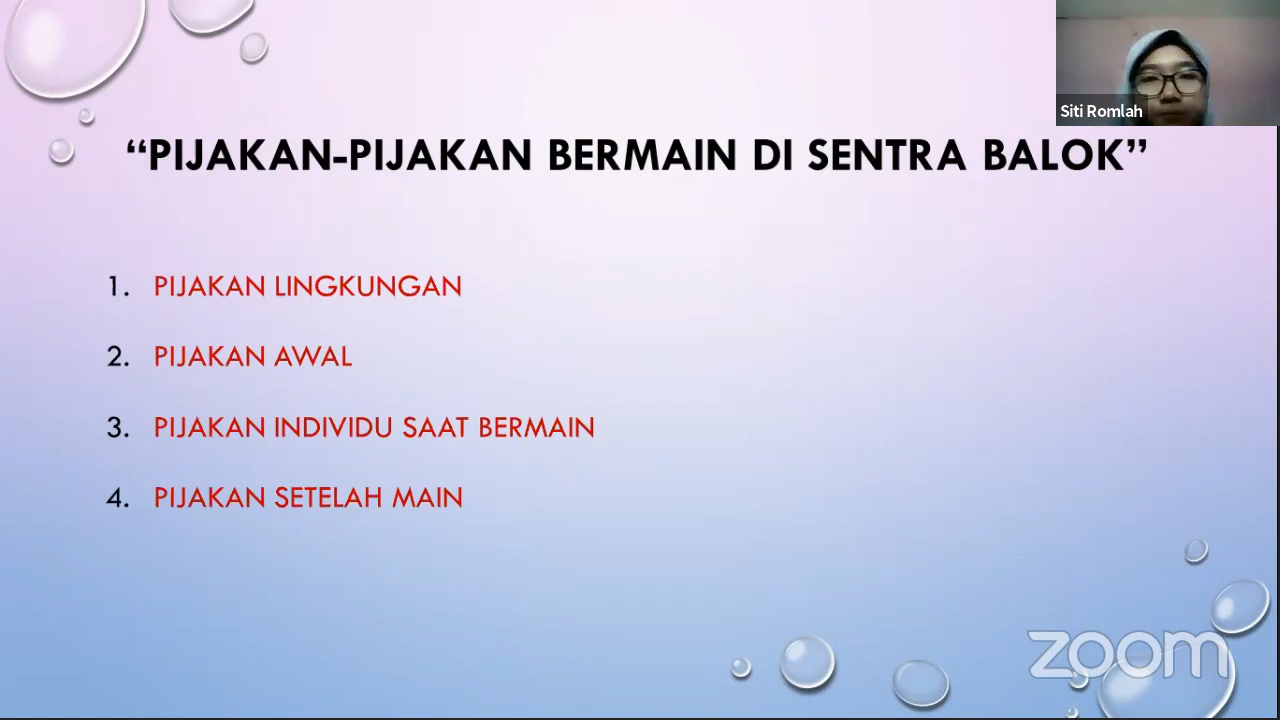 Siti Romlah
“PIJAKAN-PIJAKAN BERMAIN DI SENTRA BALOK”
1. PIJAKAN LINGKUNGAN
2. PIJAKAN AWAL
3. PIJAKAN INDIVIDU SAAT BERMAIN
4. PIJAKAN SETELAH MAIN
zoom